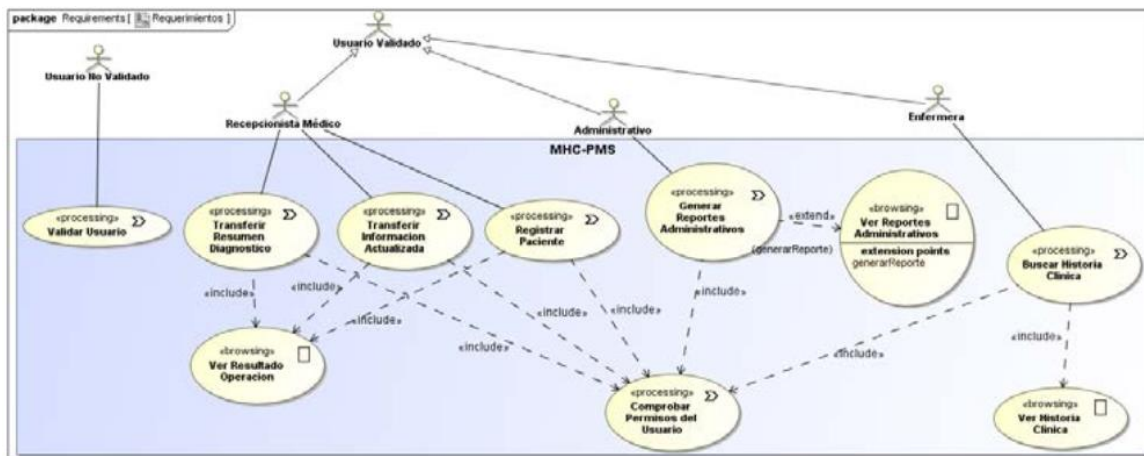 package Requirements [ Requerimientos ]
Usuario Validado
Usuario No Validado
Recepcionista Médico
Administrativo
Enfermera
MHC-PMS
«processing»
Validar Usuario
«processing»
Transferir
Resumen
Diagnostico
«processing»
Transferir
Informacion
Actualizada
«processing»
Registrar
Paciente
«processing»
Generar
Reportes
Administrativos
«extend»
(generarReporte)
«browsing»
Ver Reportes
Administrativos
extension points
generarReporte
«processing»
Buscar Historia
Clinica
«include»
«include»
«include»
«include»
«include»
«include»
«include»
«include»
«include»
«browsing»
Ver Resultado
Operacion
«processing»
Comprobar
Permisos del
Usuario
«browsing»
Ver Historia
Clinica